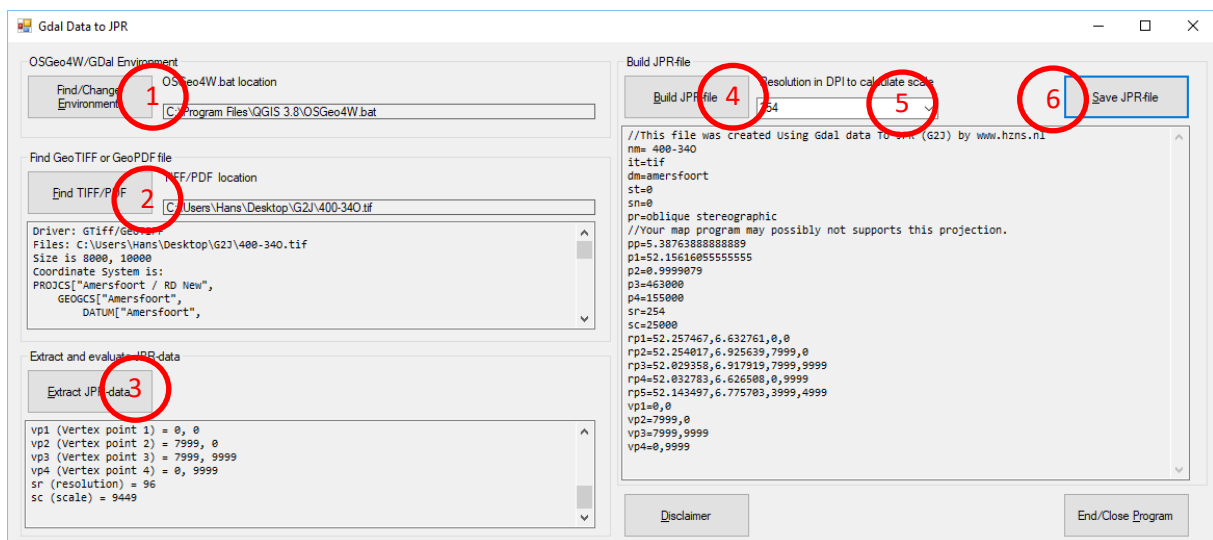 Gdal Data to JPR
OSGeo4W/GDal Environment
Find/Change
Environment
1
OSGeo4W.bat location
C:\Program Files\QGIS 3.8\OSGeo4W.bat
Find GeoTIFF or GeoPDF file
Find TIFF/PDF
2
TIFF/PDF location
C:\Users\Hans\Desktop\G2J\400-34O.tif
Driver: GTiff/GeoTIFF
Files: C:\Users\Hans\Desktop\G2J\400-34O.tif
Size is 8000, 10000
Coordinate System is:
PROJCS["Amersfoort / RD New",
GEOGCS["Amersfoort",
DATUM["Amersfoort",
Extract and evaluate JPR-data
Extract JPR-data
3
vp1 (Vertex point 1) = 0, 0
vp2 (Vertex point 2) = 7999, 0
vp3 (Vertex point 3) = 7999, 9999
vp4 (Vertex point 4) = 0, 9999
sr (resolution) = 96
sc (scale) = 9449
Build JPR-file
Build JPR-file
4
Resolution in DPI to calculate scale
254
5
6
Save JPR-file
//This file was created Using Gdal data To JPR (G2J) by www.hzns.nl
nm= 400-34O
it=tif
dm=amersfoort
st=0
sn=0
pr=oblique stereographic
//Your map program may possibly not supports this projection.
pp=5.38763888888889
p1=52.15616055555555
p2=0.9999079
p3=463000
p4=155000
sr=254
sc=25000
rp1=52.257467,6.632761,0,0
rp2=52.254017,6.925639,7999,0
rp3=52.029358,6.917919,7999,9999
rp4=52.032783,6.626508,0,9999
rp5=52.143497,6.775703,3999,4999
vp1=0,0
vp2=7999,0
vp3=7999,9999
vp4=0,9999
Disclaimer
End/Close Program